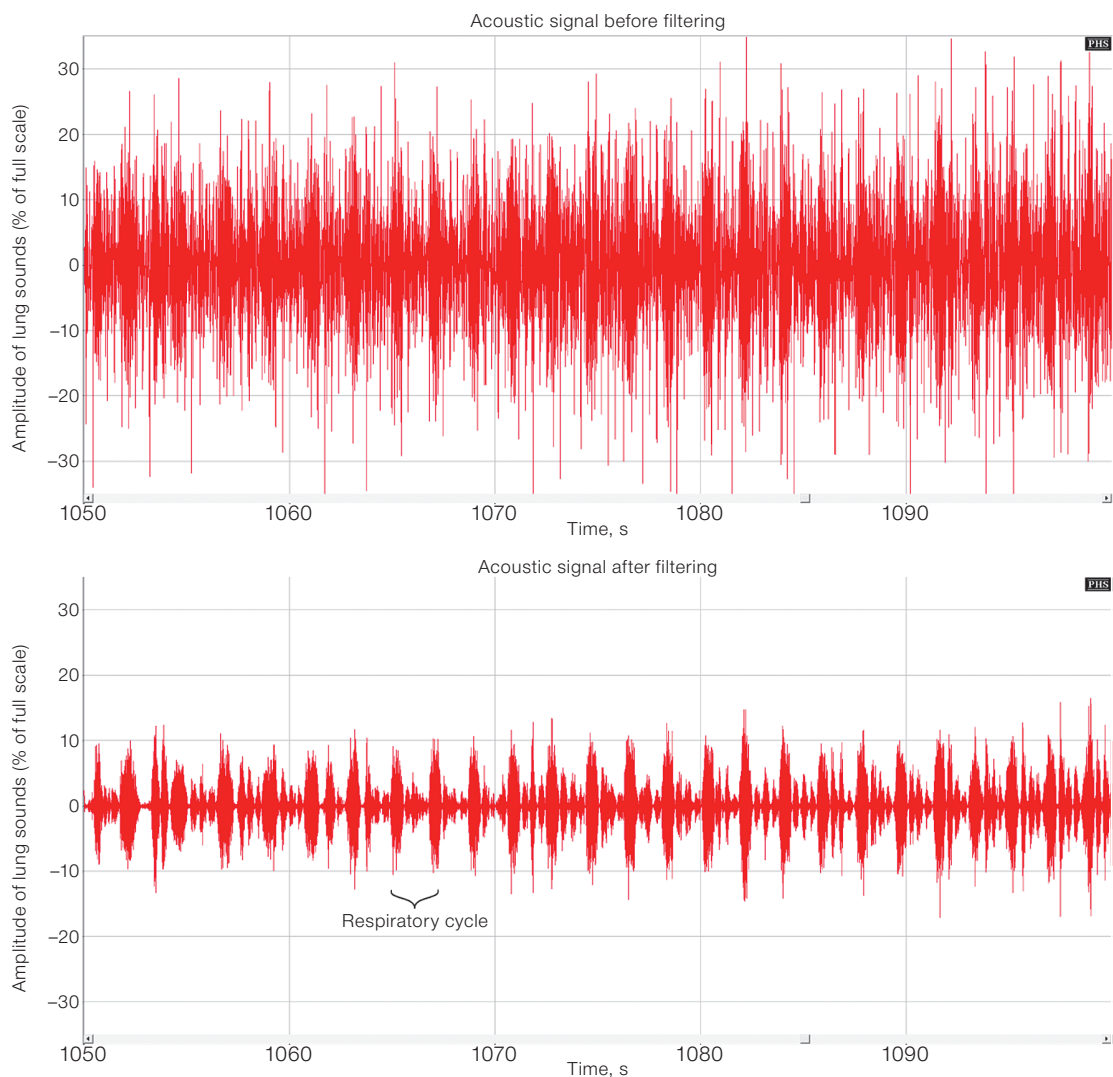 Acoustic signal before filtering
PHS
Amplitude of lung sounds (% of full scale)
30
20
10
0
−10
−20
−30
1050
1060
1070
1080
1090
Time, s
Acoustic signal after filtering
PHS
Amplitude of lung sounds (% of full scale)
30
20
10
0
−10
−20
−30
Respiratory cycle
1050
1060
1070
1080
1090
Time, s